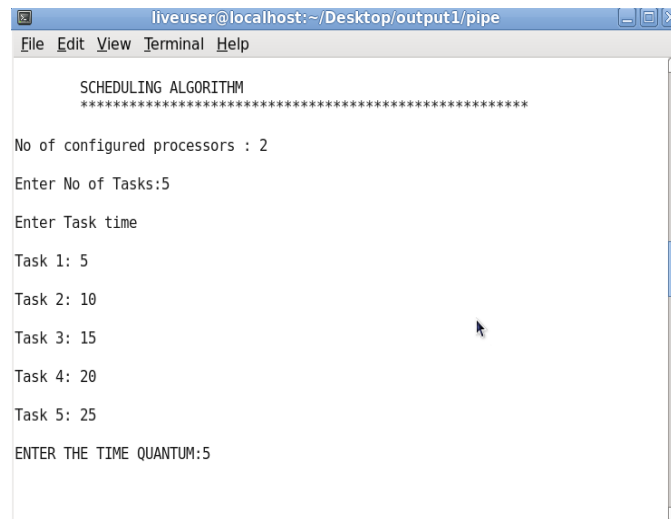 liveuser@localhost:~/Desktop/output1/pipe
File Edit View Terminal Help
SCHEDULING ALGORITHM
*******************************************************
No of configured processors : 2
Enter No of Tasks:5
Enter Task time
Task 1: 5
Task 2: 10
Task 3: 15
Task 4: 20
Task 5: 25
ENTER THE TIME QUANTUM:5